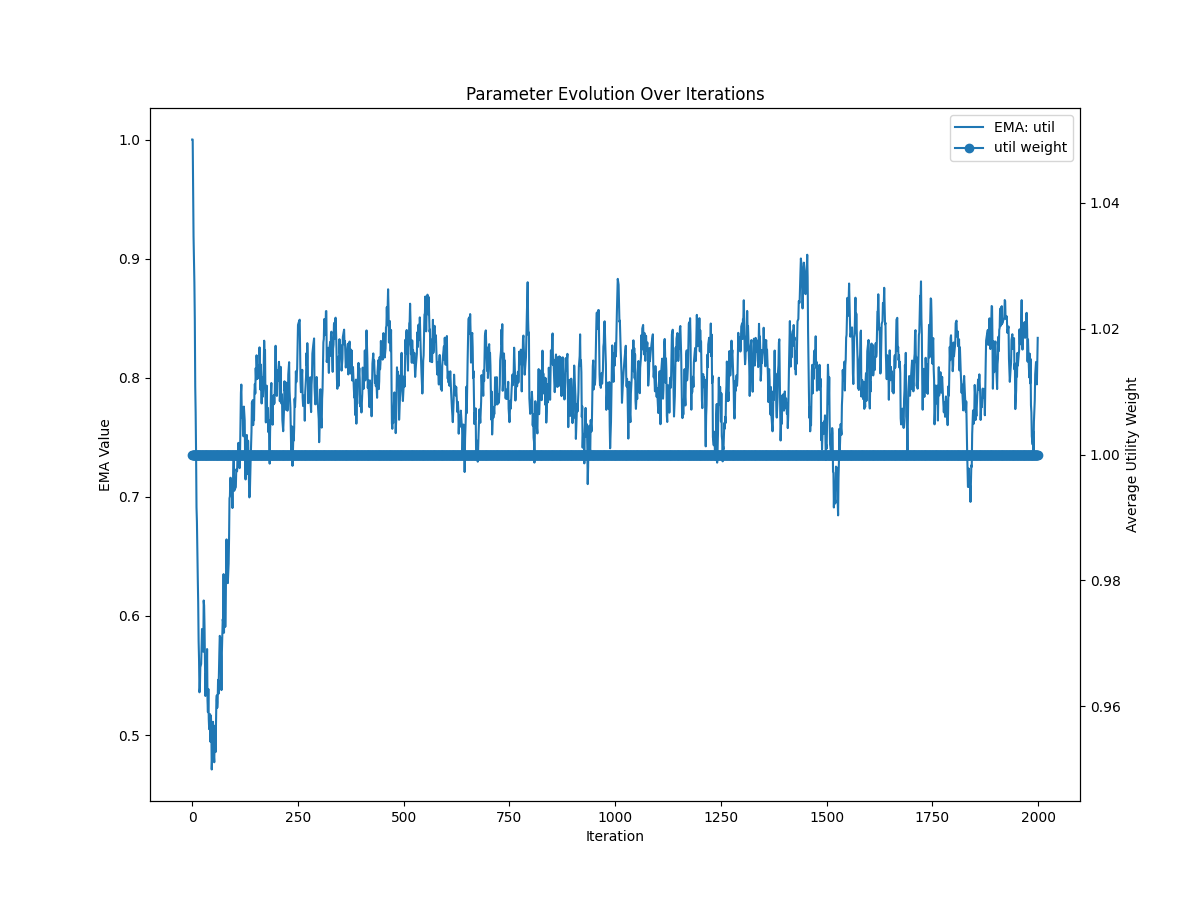 Parameter Evolution Over Iterations
EMA: util
util weight
1.0
0.9
0.8
0.7
0.6
0.5
EMA Value
1.04
1.02
1.00
0.98
0.96
Average Utility Weight
0 250 500 750 1000 1250 1500 1750 2000
Iteration